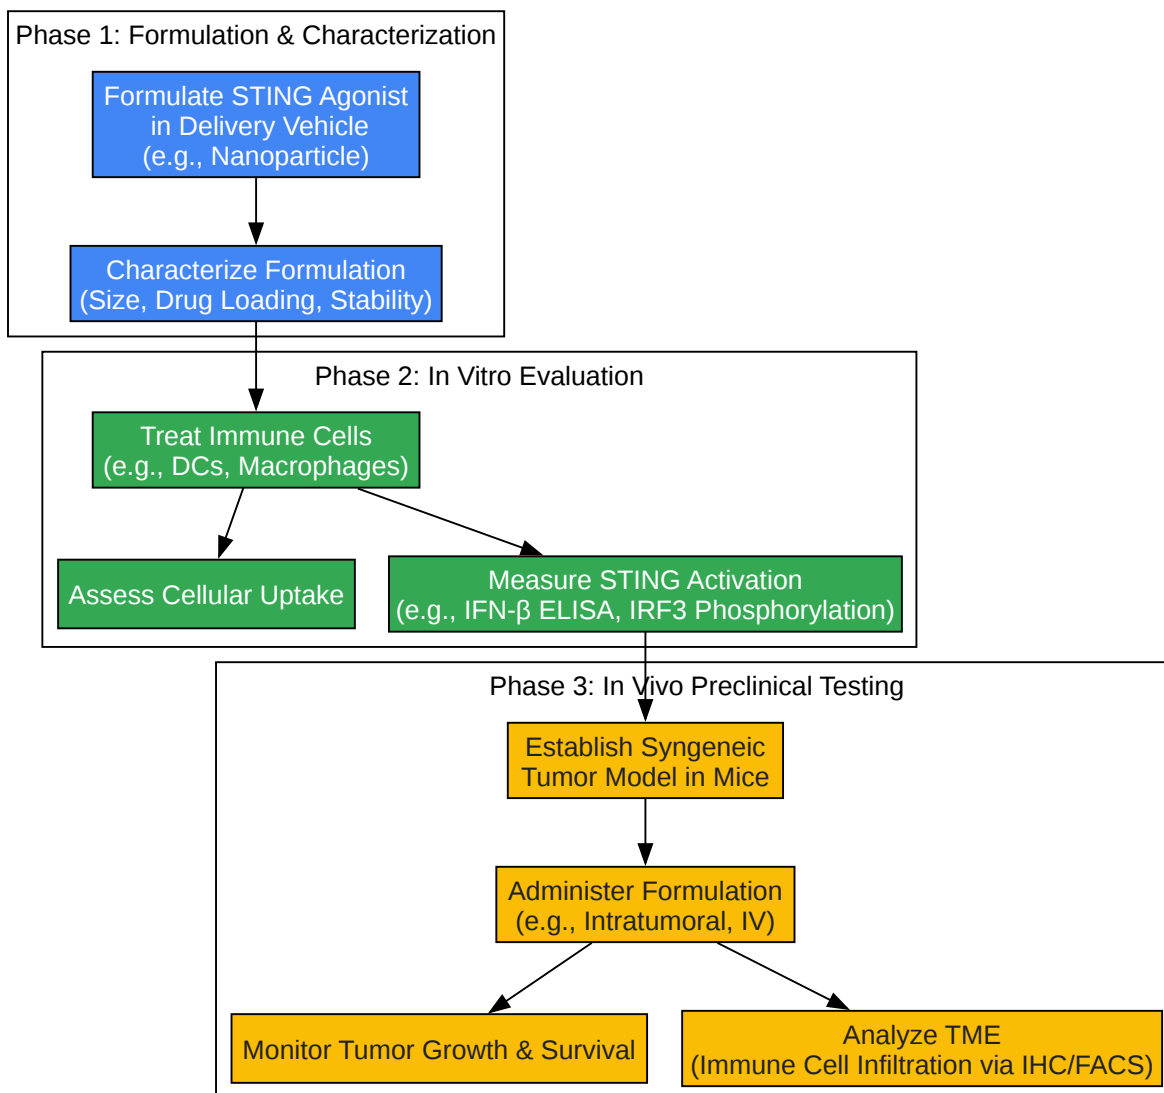 Phase 1: Formulation & Characterization
Formulate STING Agonist
in Delivery Vehicle
(e.g., Nanoparticle)
Characterize Formulation
(Size, Drug Loading, Stability)
Phase 2: In Vitro Evaluation
Treat Immune Cells
(e.g., DCs, Macrophages)
Assess Cellular Uptake
Measure STING Activation
(e.g., IFN-β ELISA, IRF3 Phosphorylation)
Phase 3: In Vivo Preclinical Testing
Establish Syngeneic
Tumor Model in Mice
Administer Formulation
(e.g., Intratumoral, IV)
Monitor Tumor Growth & Survival
Analyze TME
(Immune Cell Infiltration via IHC/FACS)